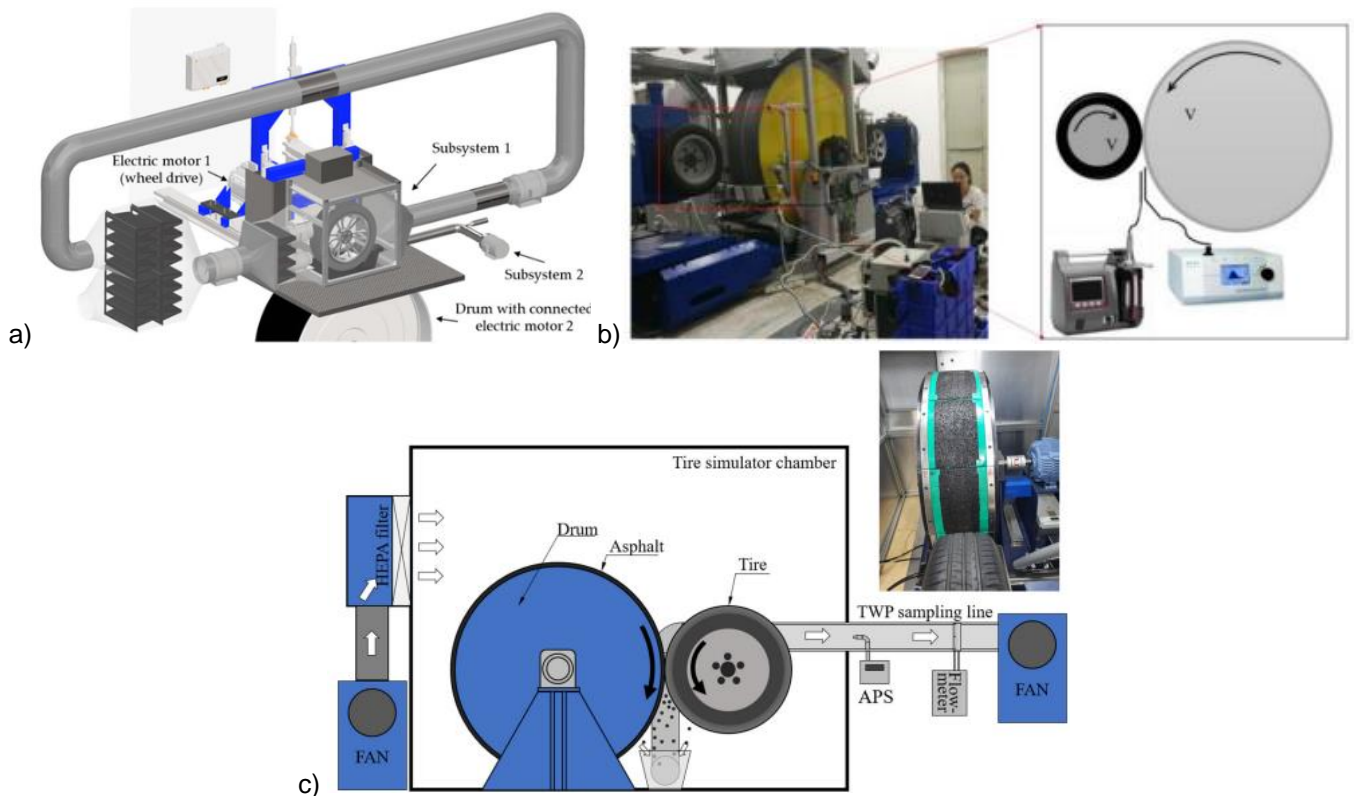 Electric motor 1
(wheel drive)
Subsystem 1
Subsystem 2
Drum with connected
electric motor 2
a)
V
V
b)
Tire simulator chamber
HEPA filter
Drum
Asphalt
Tire
TWP sampling line
APS
Flow-
meter
FAN
FAN
c)